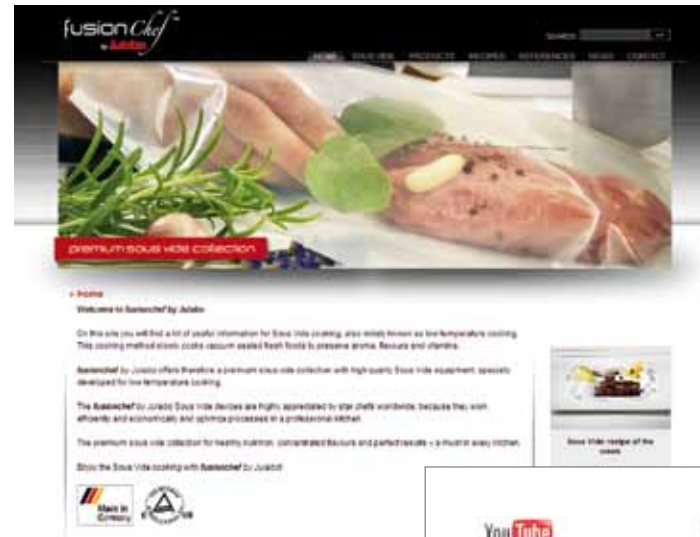 fusionChef™
by Julabo
SEARCH
HOME SOUS VIDE PRODUCTS RECIPES REFERENCES NEWS CONTACT
premium sous vide collection
» home
Welcome to fusionchef by Julabo
On this site you will find a lot of useful information for Sous Vide cooking, also widely known as low temperature cooking.
This cooking method slowly cooks vacuum sealed fresh foods to preserve aroma, flavours and vitamins.
fusionchef by Julabo offers therefore a premium sous vide collection with high quality Sous Vide equipment, specially
developed for low temperature cooking.
The fusionchef by Julabo Sous Vide devices are highly appreciated by star chefs worldwide, because they work
efficiently and economically and optimize processes in a professional kitchen.
The premium sous vide collection for healthy nutrition, concentrated flavours and perfect results – a must in every kitchen.
Enjoy the Sous Vide cooking with fusionchef by Julabo!
Sous Vide recipe of the
week
Made in
Germany
C US
You Tube